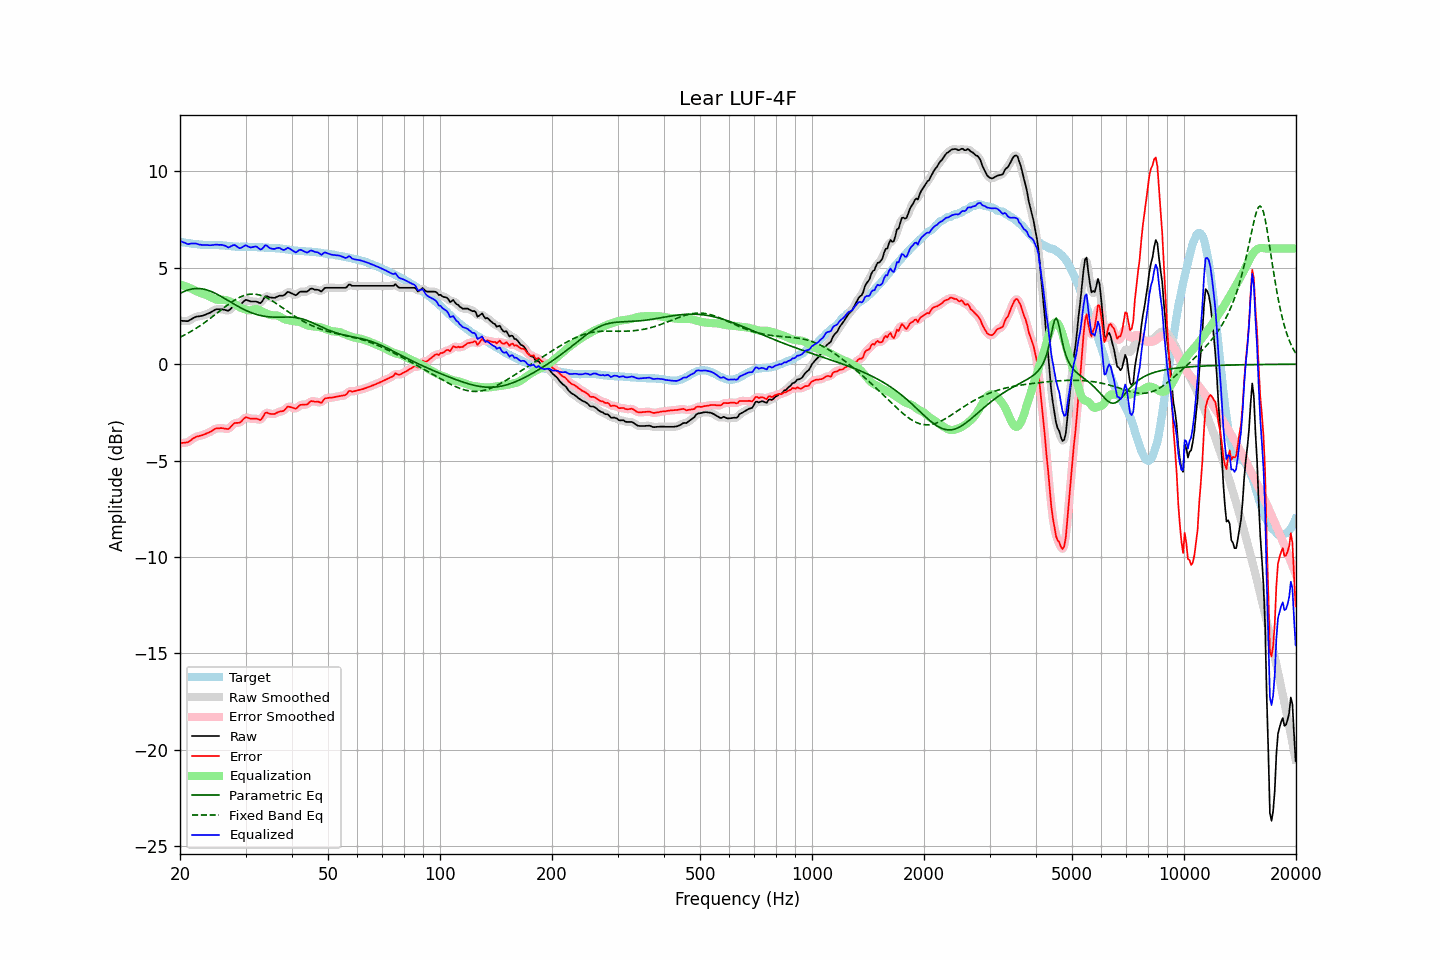 Lear LUF-4F
Amplitude (dBr)
10
5
0
−5
−10
−15
−20
−25
Target
Raw Smoothed
Error Smoothed
Raw
Error
Equalization
Parametric Eq
Fixed Band Eq
Equalized
20 50 100 200 500 1000 2000 5000 10000 20000
Frequency (Hz)